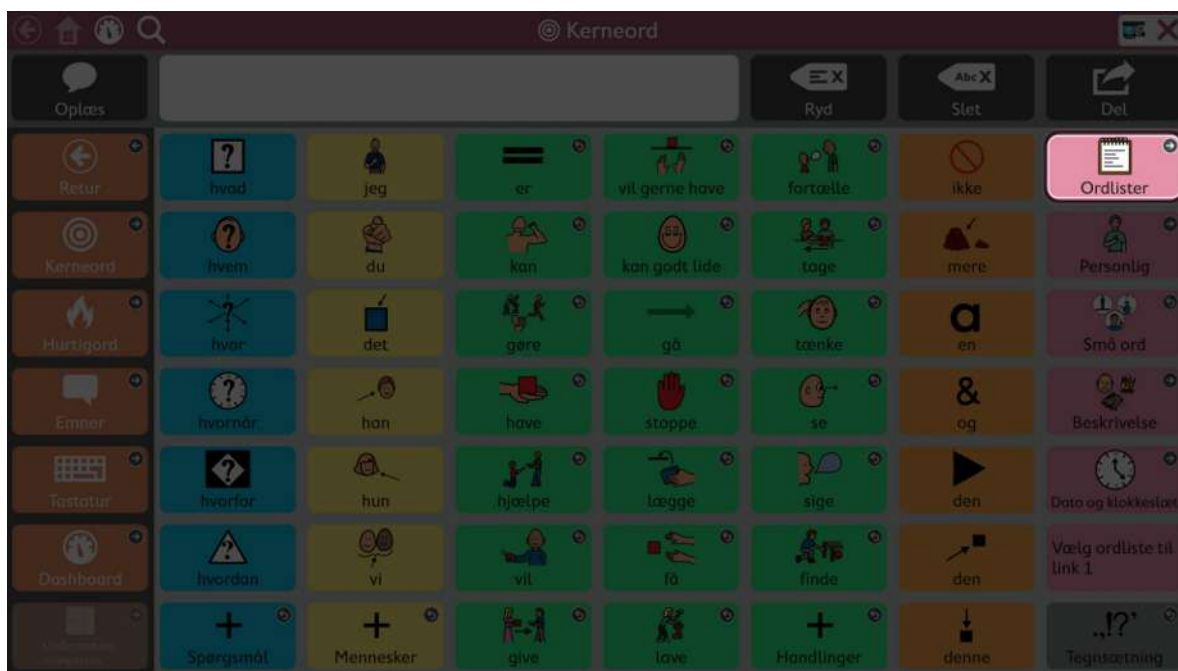 Kerneord
Oplæs
Abc X
Ryd
Slet
Del
Retur
hvad
jeg
er
vil gerne have
fortælle
ikke
Ordlister
Kerneord
hvem
du
kan
kan godt lide
tage
mere
Personlig
Hurtigord
hvor
det
gøre
gå
tænke
a
en
Små ord
Emner
hvornår
han
have
stoppe
se
&
og
Beskrivelse
Tastatur
hvorfor
hun
hjælpe
lægge
sige
den
Dato og klokkeslæt
Dashboard
hvordan
vi
vil
få
finde
den
Vælg ordliste til
link 1
Spørgsmål
Mennesker
give
lave
Handlinger
denne
.,!?’
Tegnsætning